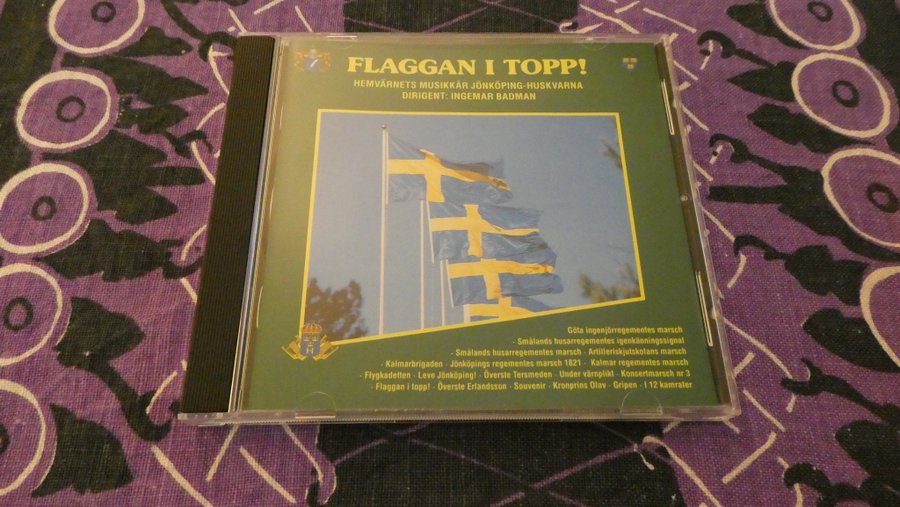 FLAGGAN I TOPP!
HEMVÄRNETS MUSIKKÅR JÖNKÖPING-HUSKVARNA
DIRIGENT: INGEMAR BADMAN
Göta ingenjörregementes marsch
· Smålands husarregementes igenkänningssignal
· Smålands husarregementes marsch · Artilleriskjutskolans marsch
· Kalmarbrigaden · Jönköpings regementes marsch 1821 · Kalmar regementes marsch
· Flygkadetten · Leve Jönköping! · Överste Tersmeden · Under värnplikt · Konsertmarsch nr 3
· Flaggan i topp! · Överste Erlandsson · Souvenir · Kronprins Olav · Gripen · I 12 kamrater